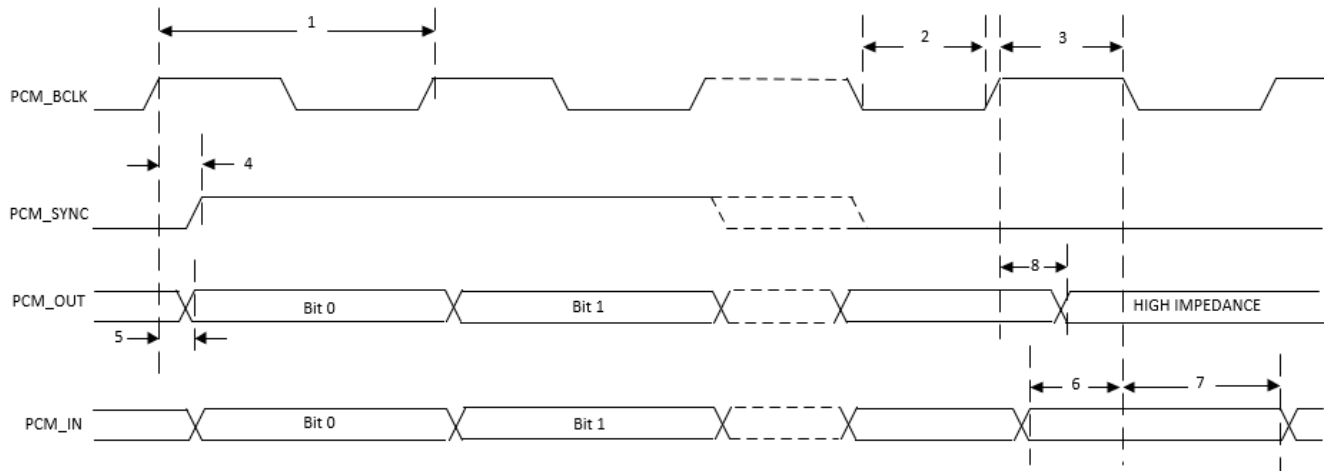 1
2
3
PCM_BCLK
4
PCM_SYNC
8
PCM_OUT
Bit 0
Bit 1
HIGH IMPEDANCE
5
6
7
PCM_IN
Bit 0
Bit 1